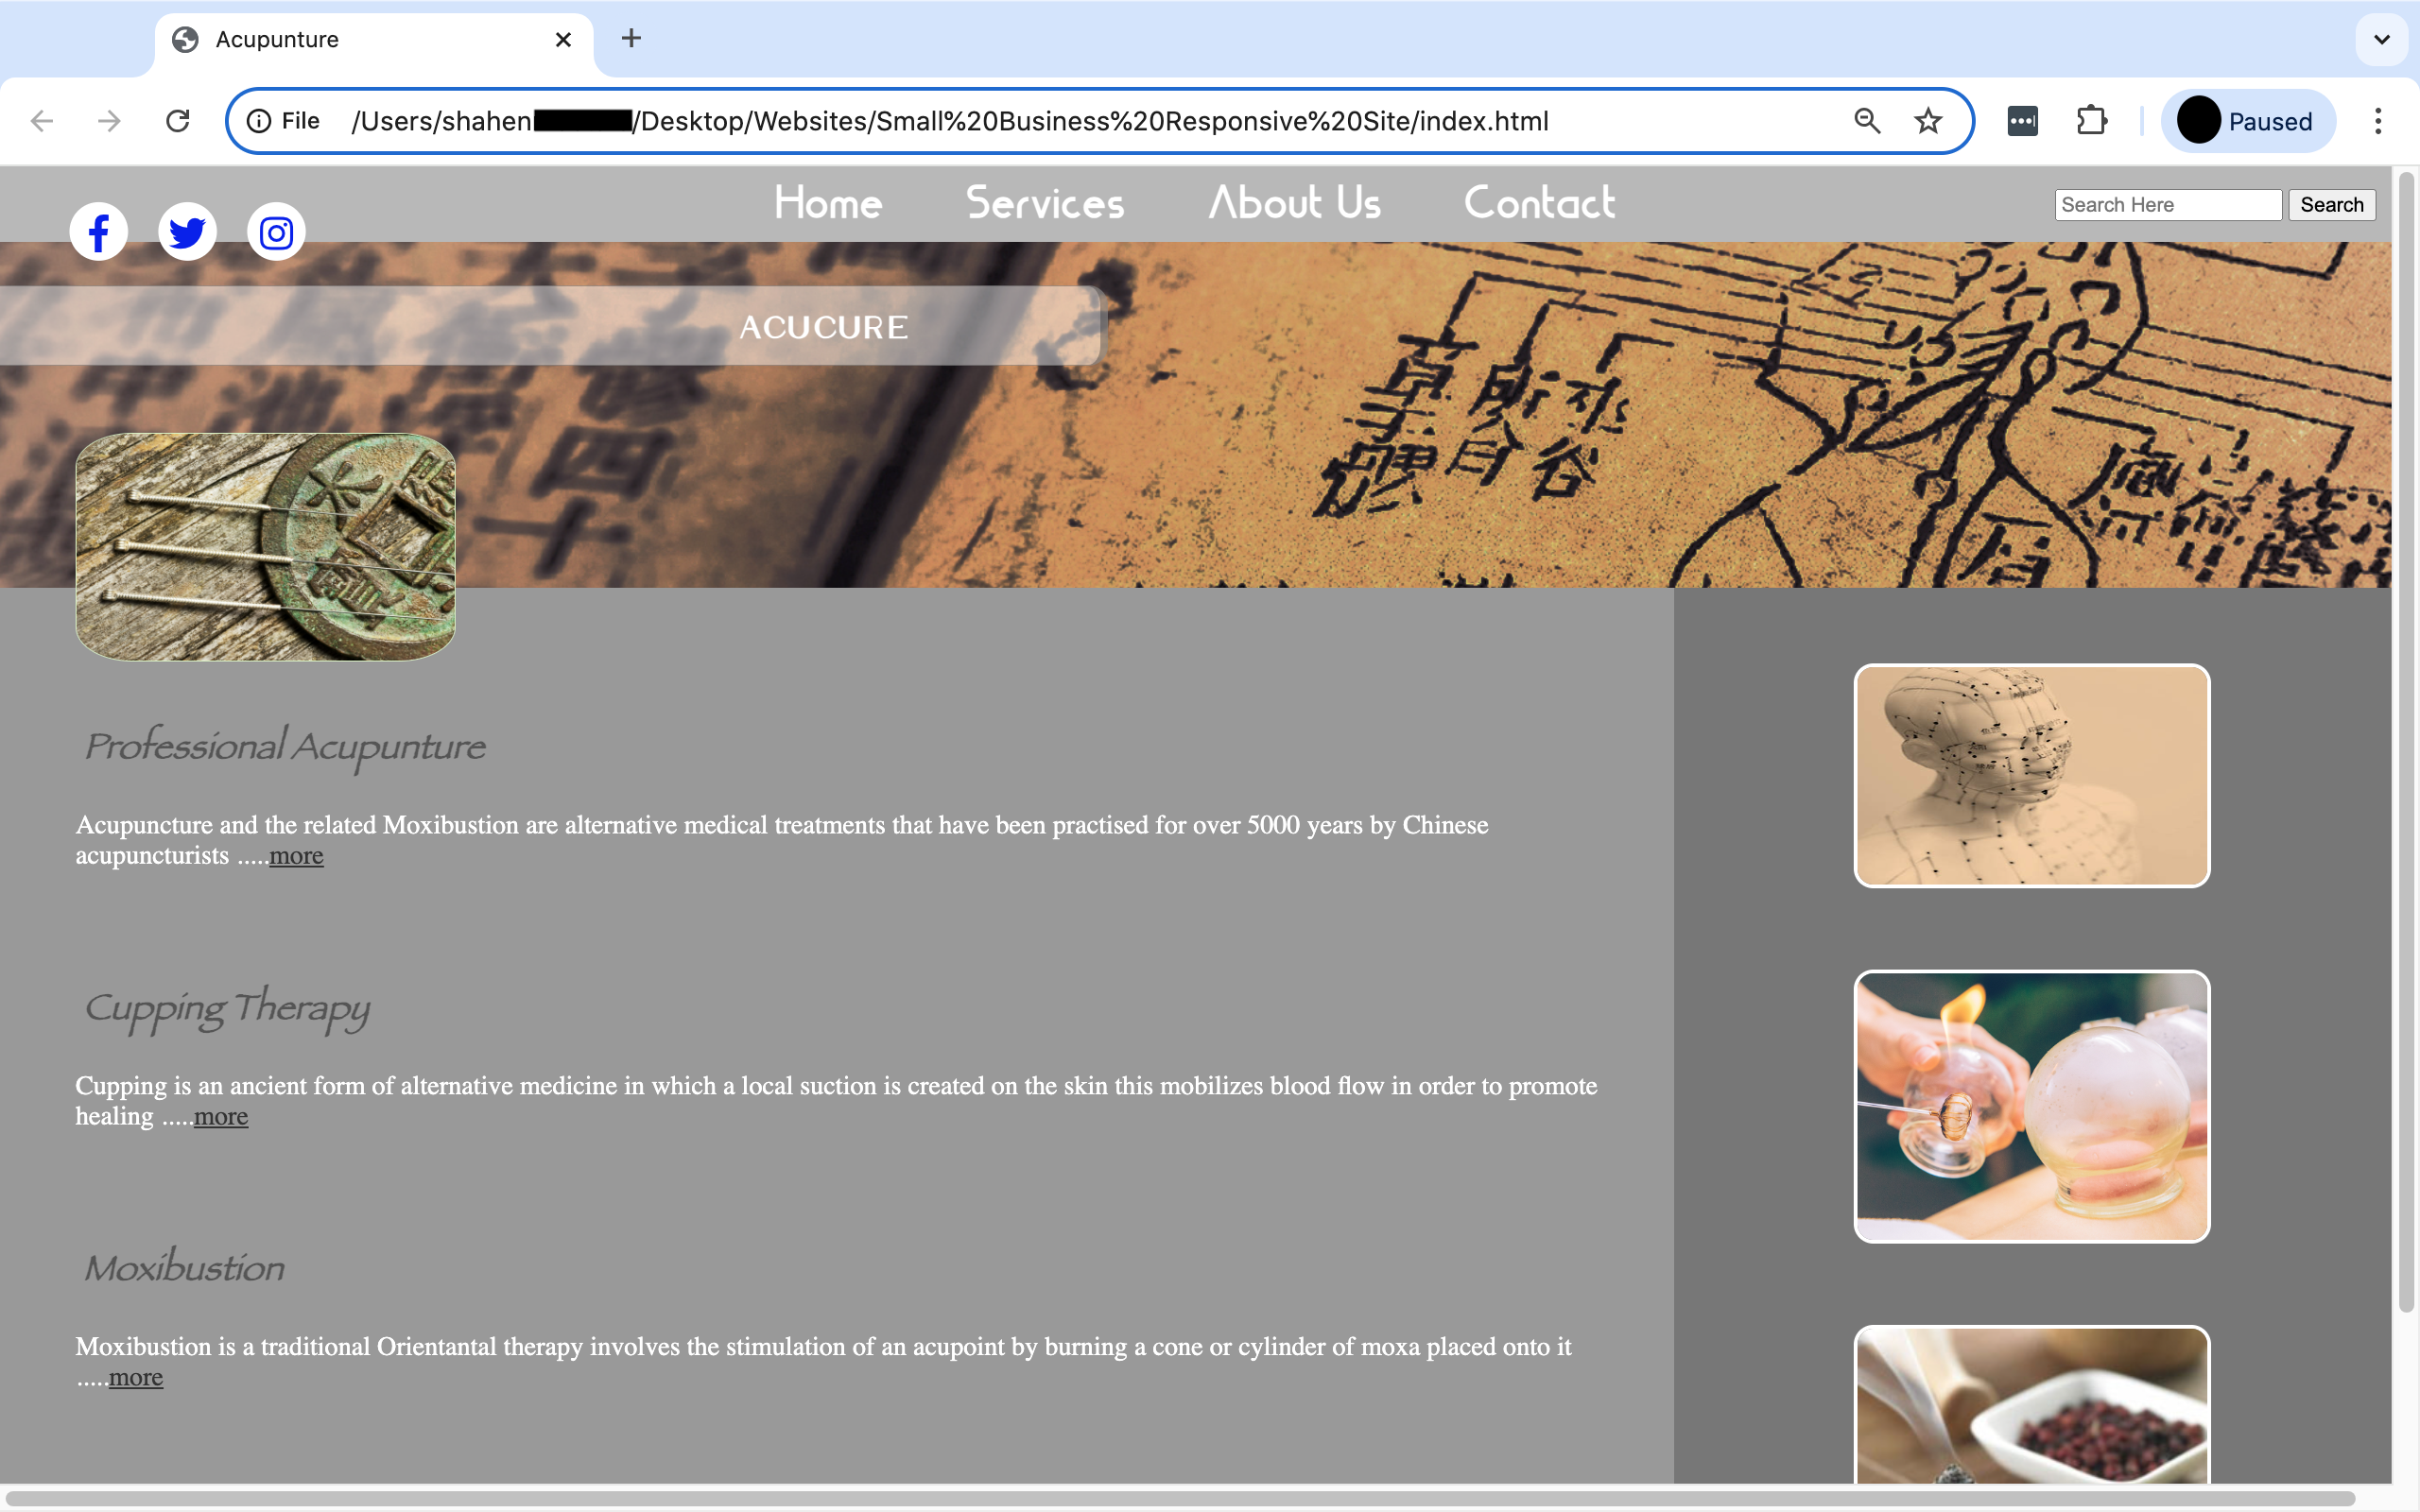 Acupunture
File /Users/shahen /Desktop/Websites/Small%20Business%20Responsive%20Site/index.html
Paused
Home Services About Us Contact
Search Here Search
ACUCURE
四
十
草
谷
Professional Acupunture
Acupuncture and the related Moxibustion are alternative medical treatments that have been practised for over 5000 years by Chinese
acupuncturists .....more
Cupping Therapy
Cupping is an ancient form of alternative medicine in which a local suction is created on the skin this mobilizes blood flow in order to promote
healing .....more
Moxibustion
Moxibustion is a traditional Orientantal therapy involves the stimulation of an acupoint by burning a cone or cylinder of moxa placed onto it
.....more